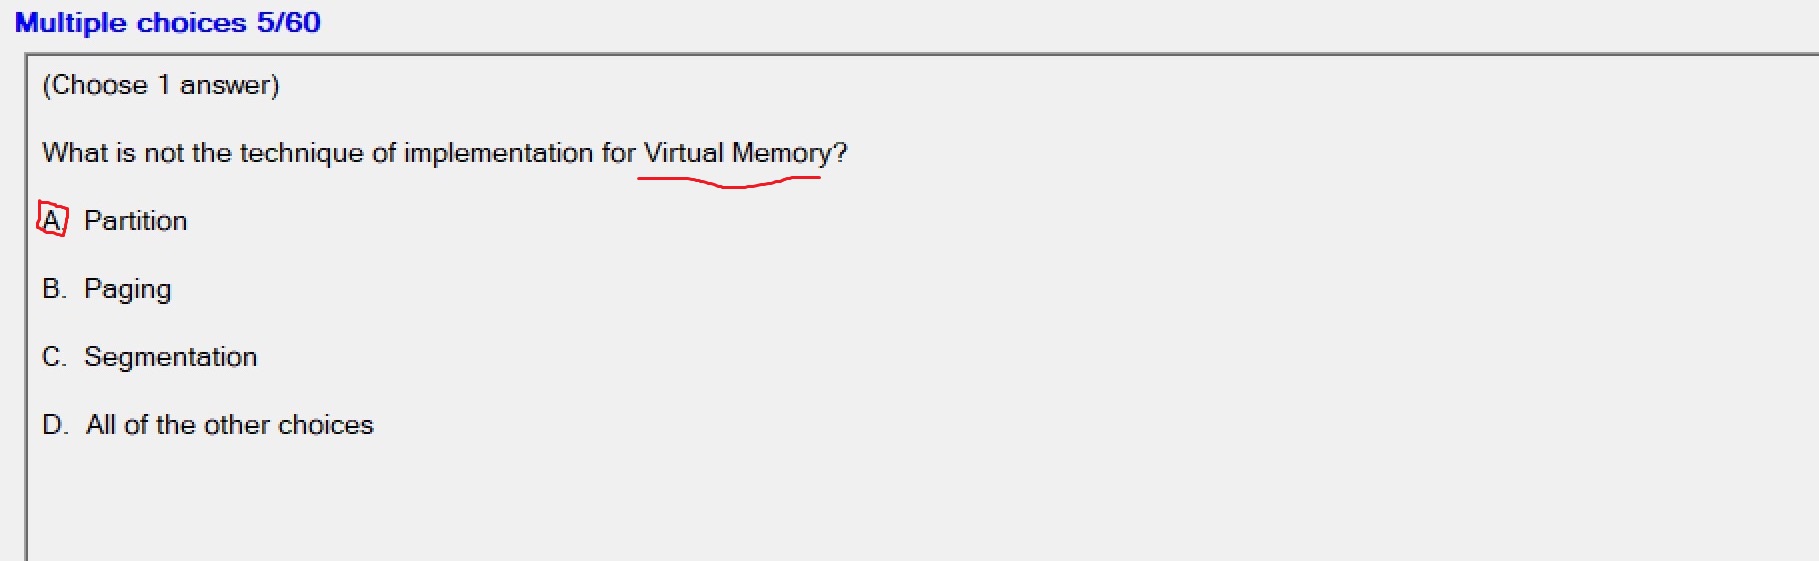 Multiple choices 5/60
(Choose 1 answer)
What is not the technique of implementation for Virtual Memory?
A. Partition
B. Paging
C. Segmentation
D. All of the other choices